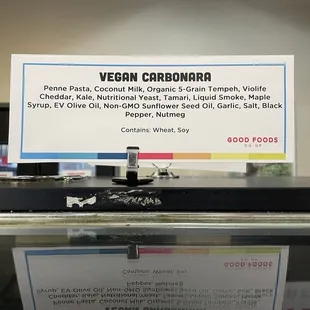 VEGAN CARBONARA
Penne Pasta, Coconut Milk, Organic 5-Grain Tempeh, Violife
Cheddar, Kale, Nutritional Yeast, Tamari, Liquid Smoke, Maple
Syrup, EV Olive Oil, Non-GMO Sunflower Seed Oil, Garlic, Salt, Black
Pepper, Nutmeg
Contains: Wheat, Soy
GOOD FOODS
CO·OP